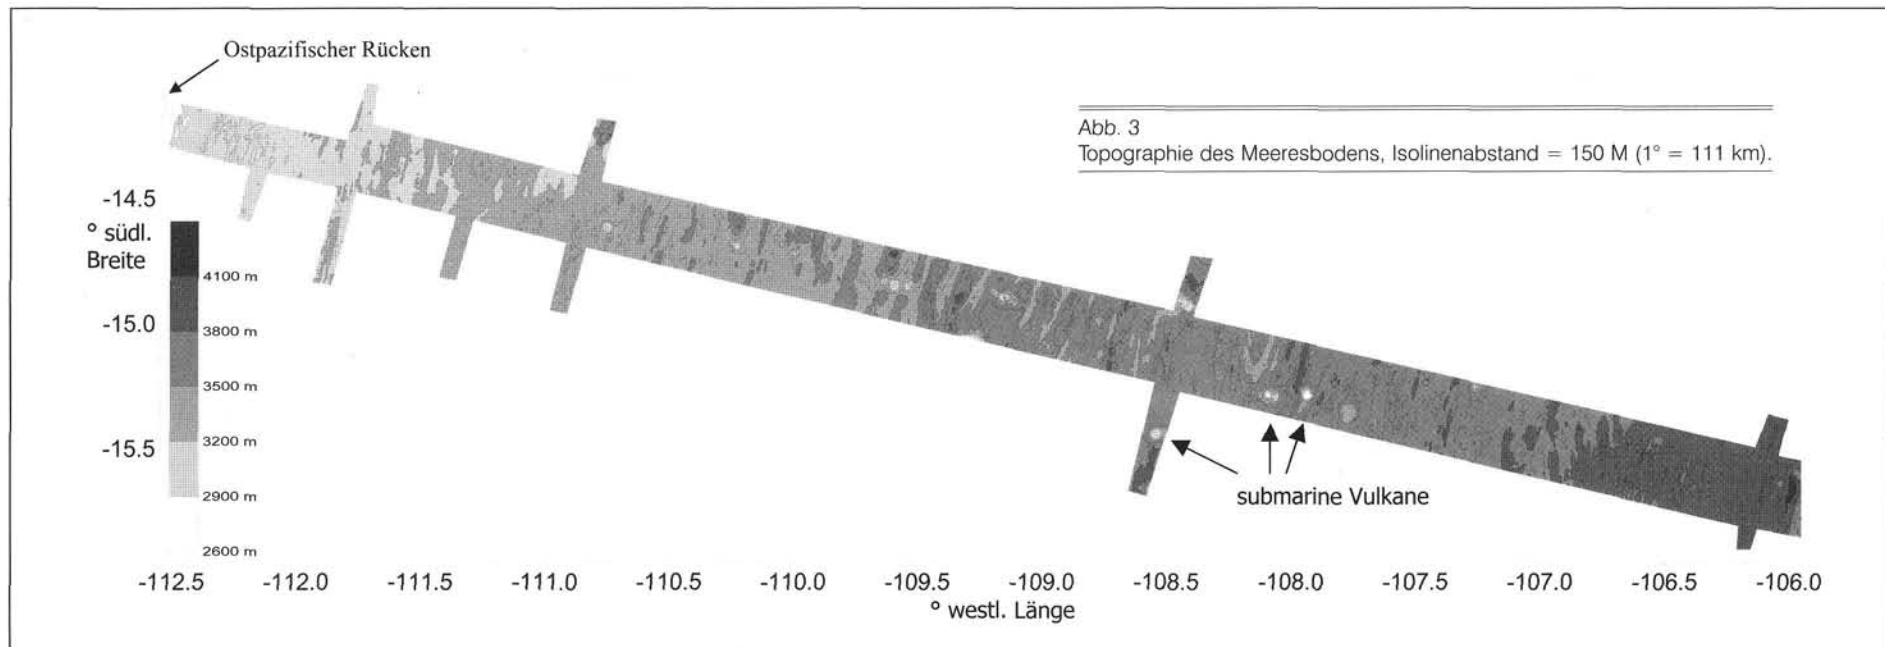 Ostpazifischer Rücken
Abb. 3
Topographie des Meeresbodens, Isolinenabstand = 150 M (1° = 111 km).
-14.5
° südl.
Breite
4100 m
-15.0
3800 m
3500 m
-15.5
3200 m
2900 m
2600 m
submarine Vulkane
-112.5 -112.0 -111.5 -111.0 -110.5 -110.0 -109.5 -109.0 -108.5 -108.0 -107.5 -107.0 -106.5 -106.0
° westl. Länge